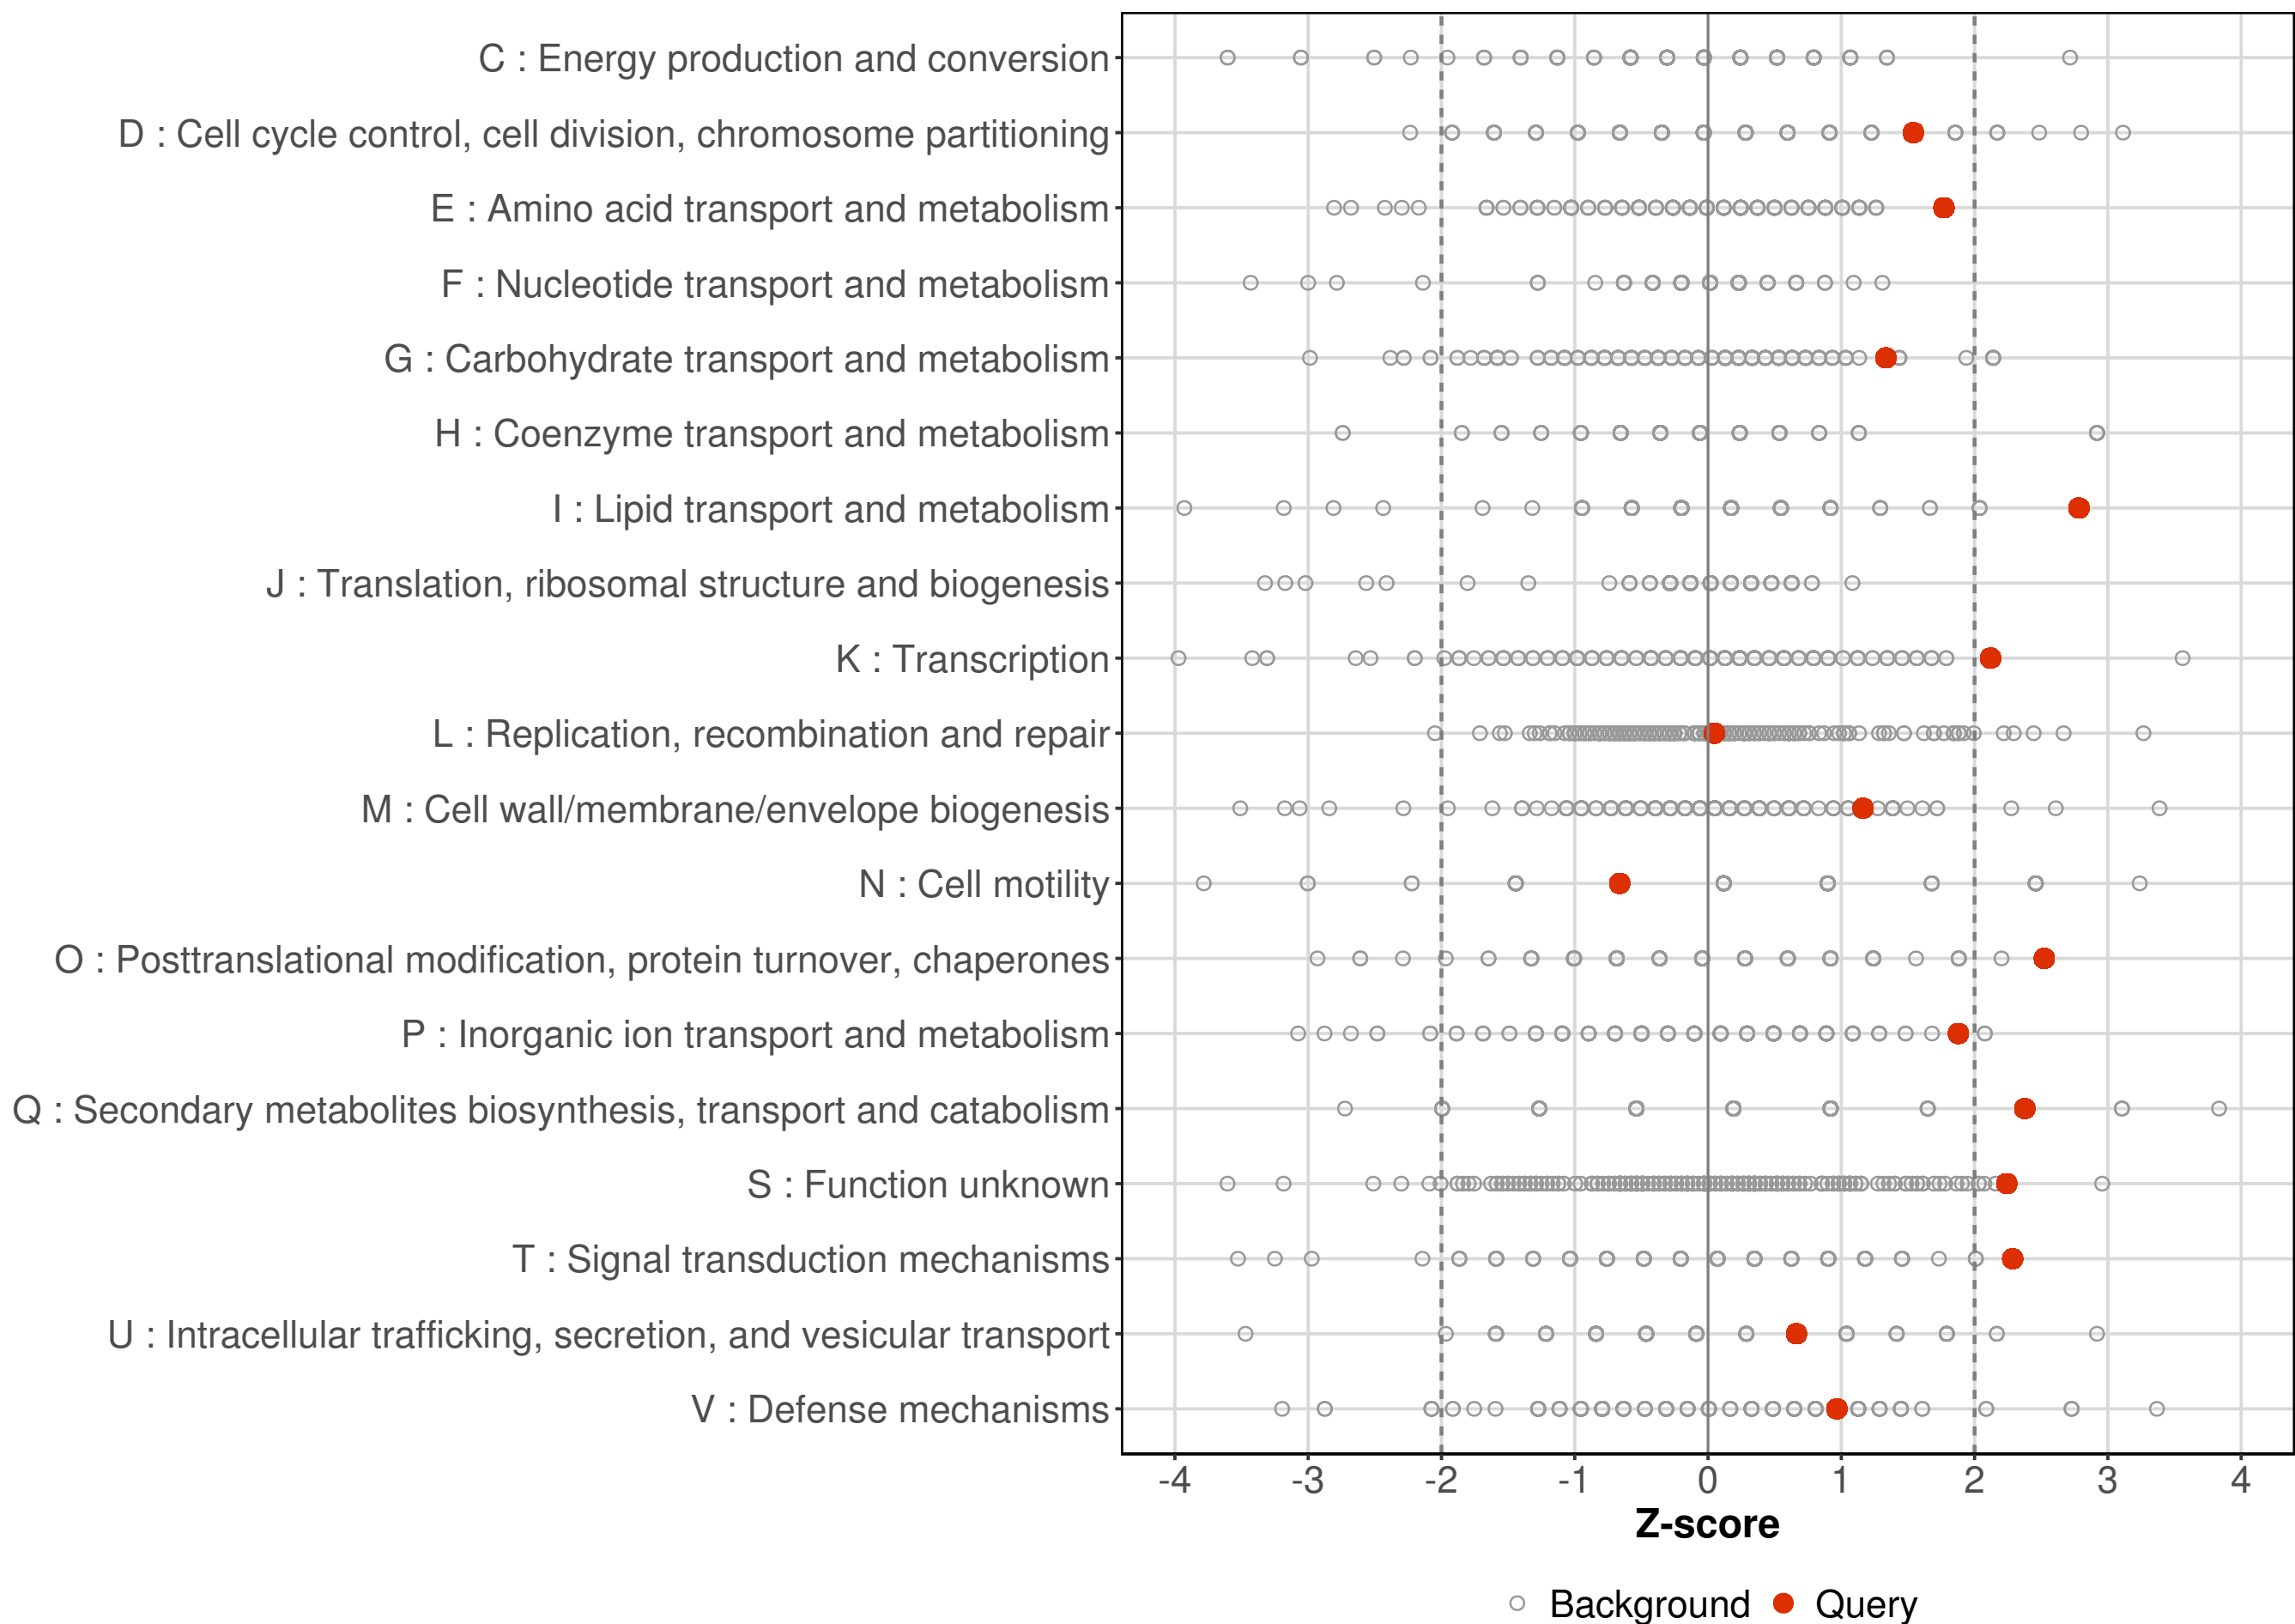 C : Energy production and conversion
D : Cell cycle control, cell division, chromosome partitioning
E : Amino acid transport and metabolism
F : Nucleotide transport and metabolism
G : Carbohydrate transport and metabolism
H : Coenzyme transport and metabolism
I : Lipid transport and metabolism
J : Translation, ribosomal structure and biogenesis
K : Transcription
L : Replication, recombination and repair
M : Cell wall/membrane/envelope biogenesis
N : Cell motility
O : Posttranslational modification, protein turnover, chaperones
P : Inorganic ion transport and metabolism
Q : Secondary metabolites biosynthesis, transport and catabolism
S : Function unknown
T : Signal transduction mechanisms
U : Intracellular trafficking, secretion, and vesicular transport
V : Defense mechanisms
-4 -3 -2 -1 0 1 2 3 4
Z-score
Background Query